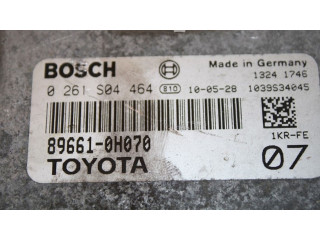 BOSCH Made in Germany
1324 1746
0 261 S04 464 E10 10-05-28 1039S34045
89661-0H070 1KR-FE
TOYOTA 07